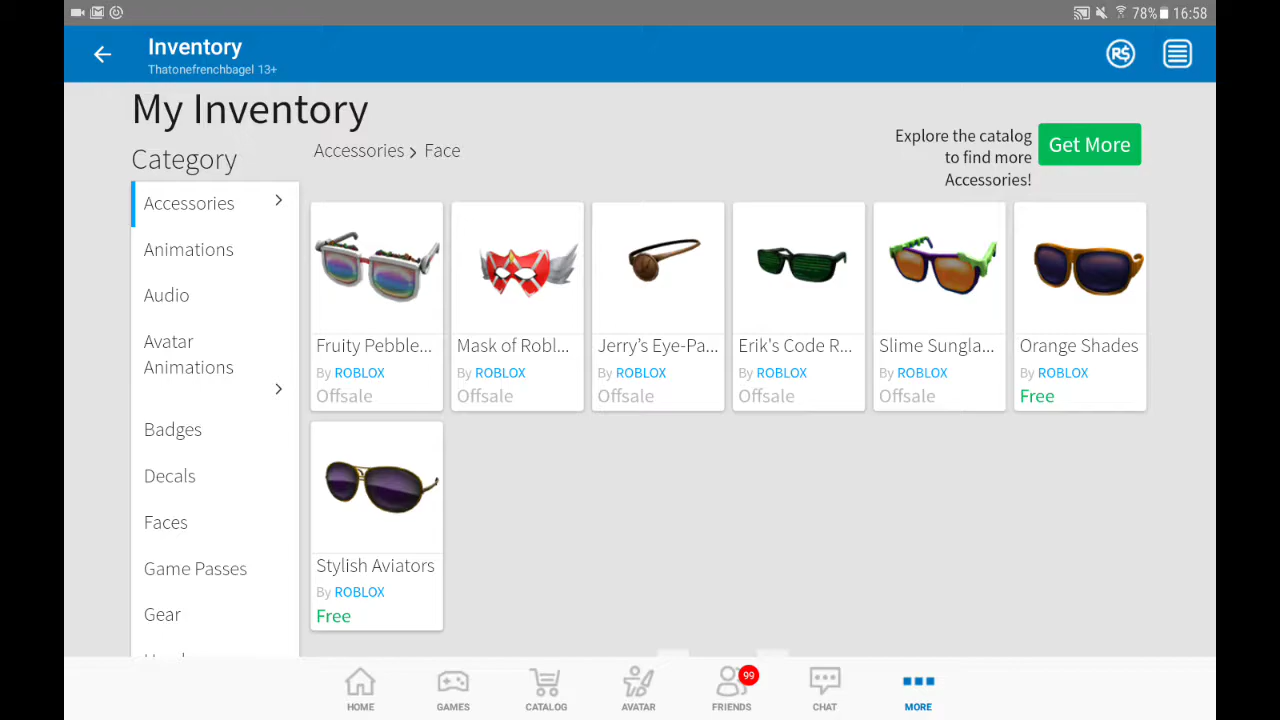 78% 16:58
Inventory
Thatonefrenchbagel 13+
R$
My Inventory
Category
Accessories > Face
Explore the catalog
to find more
Accessories!
Get More
Accessories
Animations
Audio
Avatar
Animations
Badges
Decals
Faces
Game Passes
Gear
Fruity Pebble...
By ROBLOX
Offsale
Mask of Robl...
By ROBLOX
Offsale
Jerry's Eye-Pa...
By ROBLOX
Offsale
Erik's Code R...
By ROBLOX
Offsale
Slime Sungla...
By ROBLOX
Offsale
Orange Shades
By ROBLOX
Free
Stylish Aviators
By ROBLOX
Free
HOME
GAMES
CATALOG
AVATAR
99
FRIENDS
CHAT
MORE